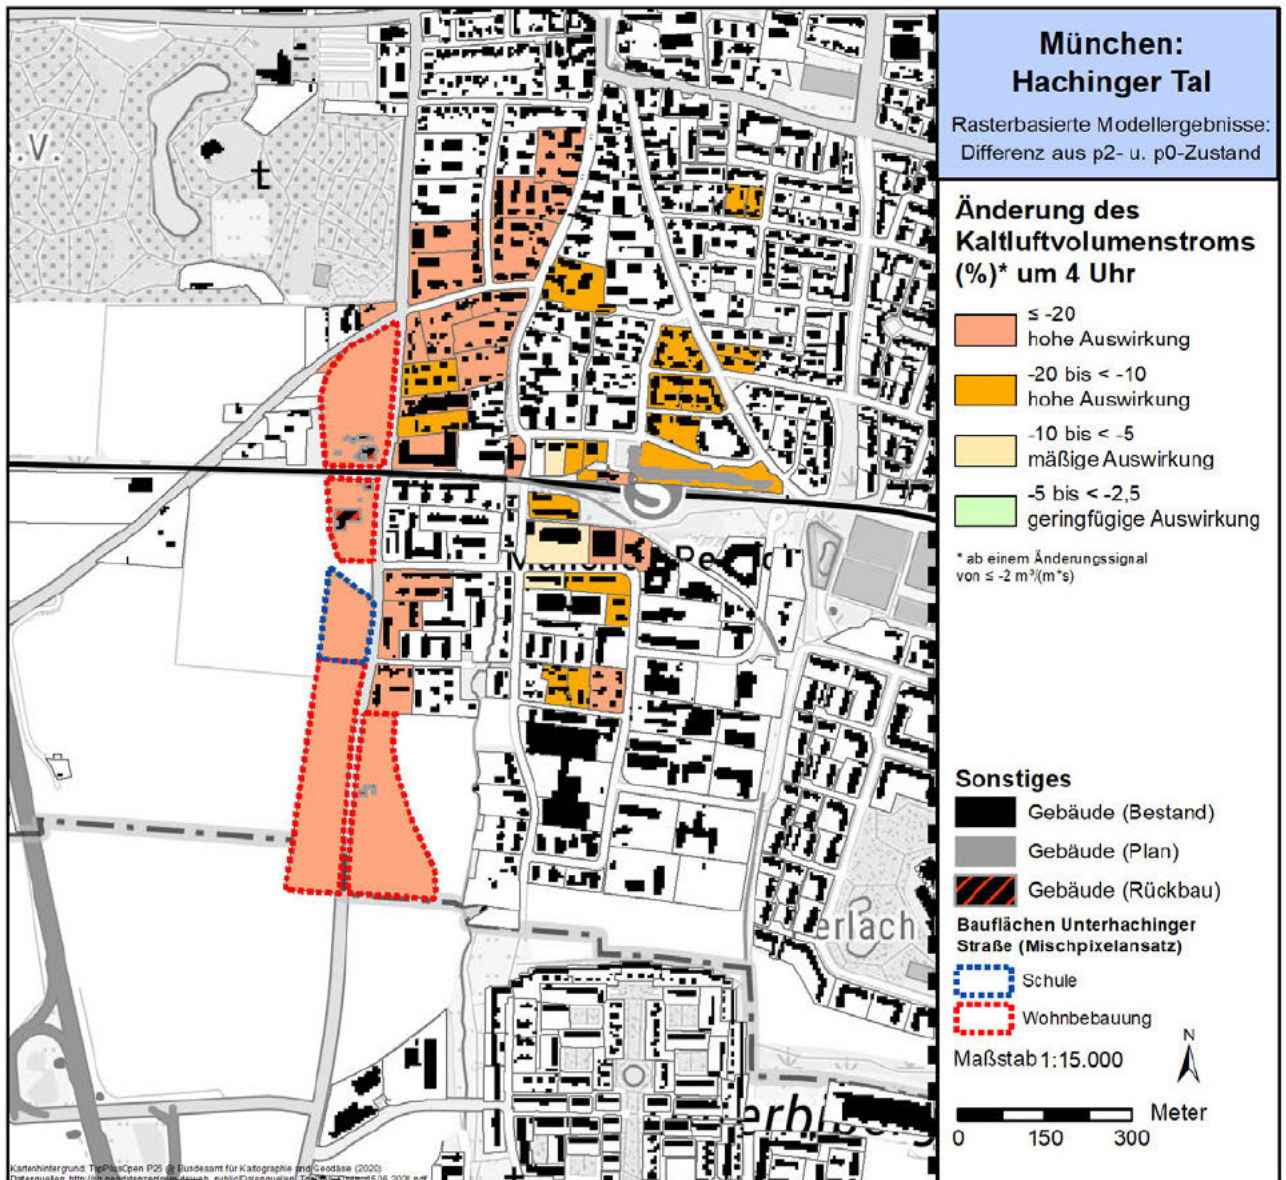 München:
Hachinger Tal
Rasterbasierte Modellergebnisse:
Differenz aus p2- u. p0-Zustand
Änderung des
Kaltluftvolumenstroms
(%)* um 4 Uhr
≤ -20
hohe Auswirkung
-20 bis < -10
hohe Auswirkung
-10 bis < -5
mäßige Auswirkung
-5 bis < -2,5
geringfügige Auswirkung
* ab einem Änderungssignal
von ≤ -2 m³/(m*s)
Sonstiges
Gebäude (Bestand)
Gebäude (Plan)
Gebäude (Rückbau)
Bauflächen Unterhachinger
Straße (Mischpixelansatz)
Schule
Wohnbebauung
Maßstab 1:15.000
N
Meter
0 150 300
.V.
erlach
Kartenhintergrund: TopPlusOpen P25 @ Bundesamt für Kartographie und Geodäsie (2020)